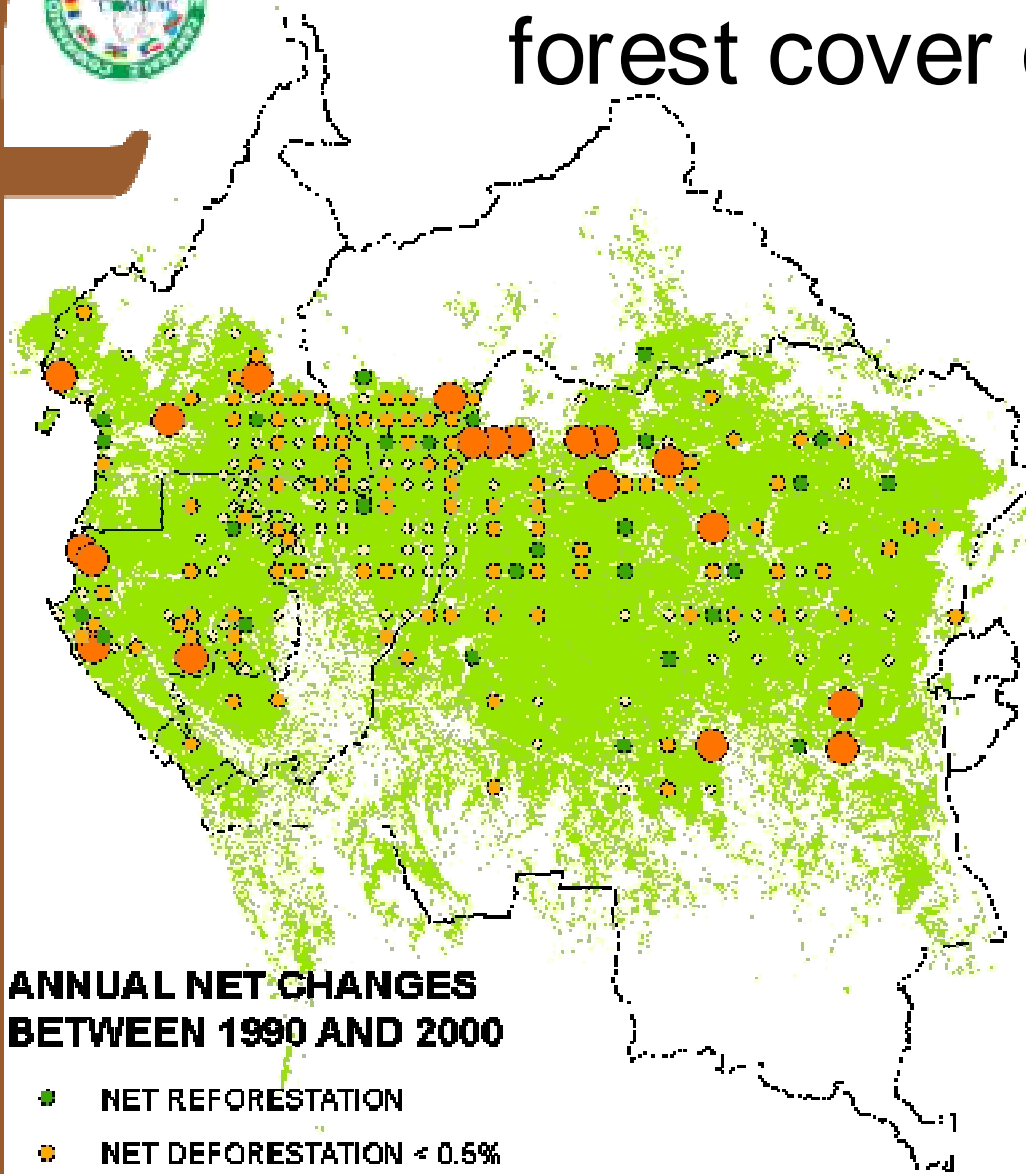 forest cover
ANNUAL NET CHANGES
BETWEEN 1990 AND 2000
NET REFORESTATION
NET DEFORESTATION < 0.5%